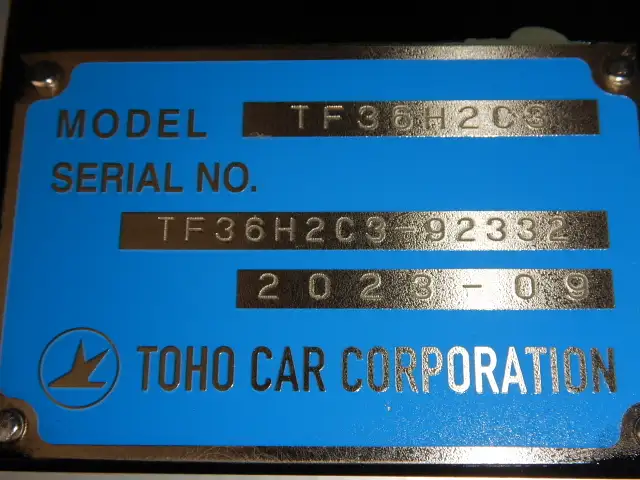 MODEL TF36H2C3
SERIAL NO.
TF36H2C3-92332
2023-09
TOHO CAR CORPORATION